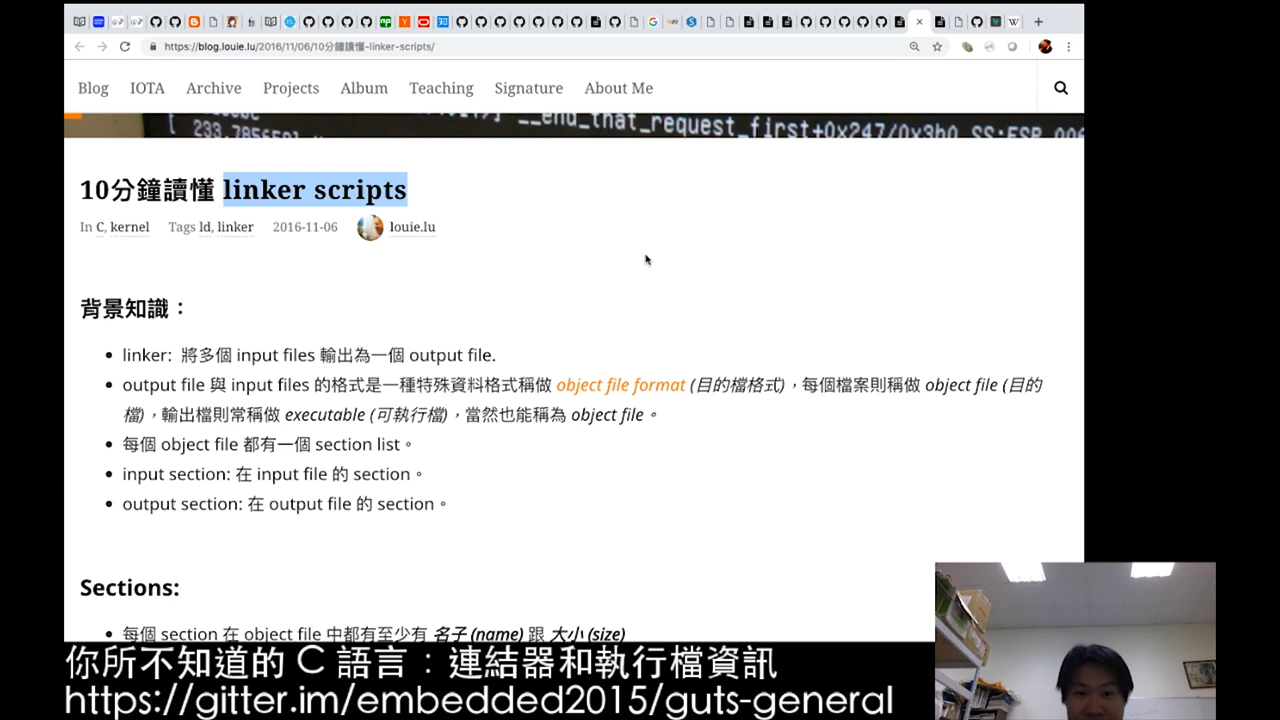 https://blog.louie.lu/2016/11/06/10分鐘讀懂-linker-scripts/
Blog IOTA Archive Projects Album Teaching Signature About Me
[ 233.785650] __end_that_request_first+0x247/0x3b0 SS:ESP
10分鐘讀懂 linker scripts
In C, kernel Tags ld, linker 2016-11-06 louie.lu
背景知識：
• linker: 將多個 input files 輸出為一個 output file.
• output file 與 input files 的格式是一種特殊資料格式稱做 object file format (目的檔格式)，每個檔案則稱做 object file (目的
檔)，輸出檔則常稱做 executable (可執行檔)，當然也能稱為 object file。
• 每個 object file 都有一個 section list。
• input section: 在 input file 的 section。
• output section: 在 output file 的 section。
Sections:
• 每個 section 在 object file 中都有至少有 名子 (name) 跟 大小 (size)
你所不知道的 C 語言：連結器和執行檔資訊
https://gitter.im/embedded2015/guts-general